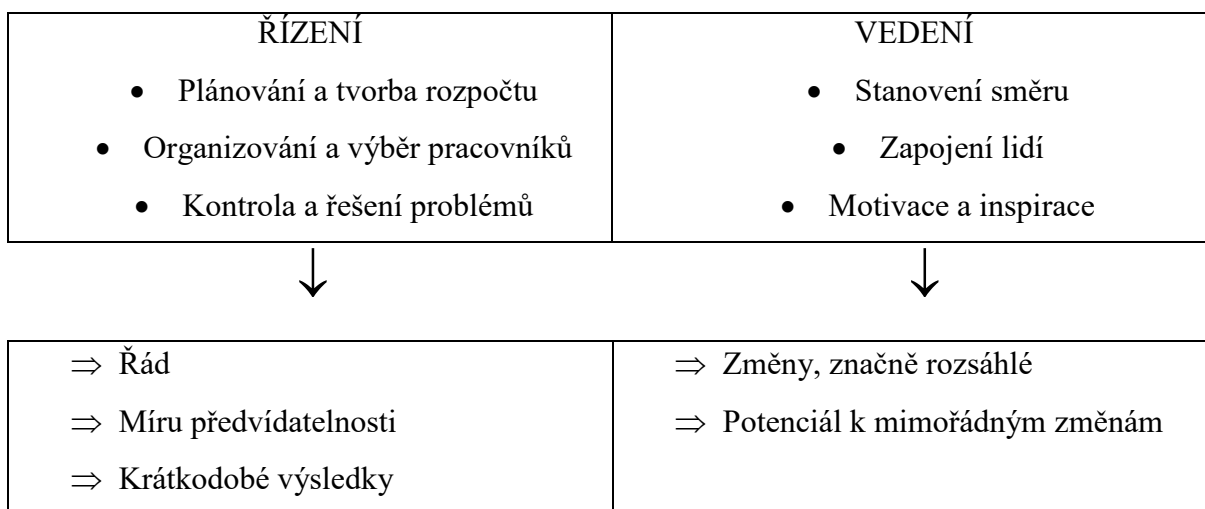 ŘÍZENÍ
• Plánování a tvorba rozpočtu
• Organizování a výběr pracovníků
• Kontrola a řešení problémů
VEDENÍ
• Stanovení směru
• Zapojení lidí
• Motivace a inspirace
↓
↓
⇒ Řád
⇒ Míru předvídatelnosti
⇒ Krátkodobé výsledky
⇒ Změny, značně rozsáhlé
⇒ Potenciál k mimořádným změnám